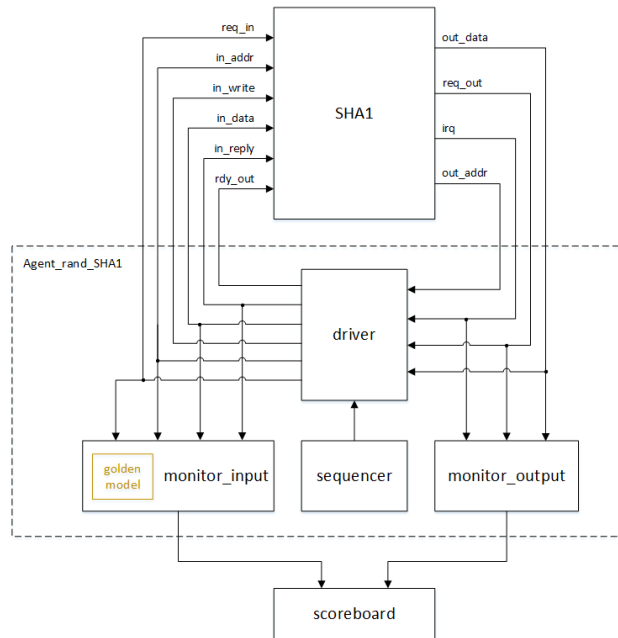 req_in
out_data
in_addr
req_out
in_write
SHA1
in_data
irq
in_reply
out_addr
rdy_out
Agent_rand_SHA1
driver
golden
model
monitor_input
sequencer
monitor_output
scoreboard